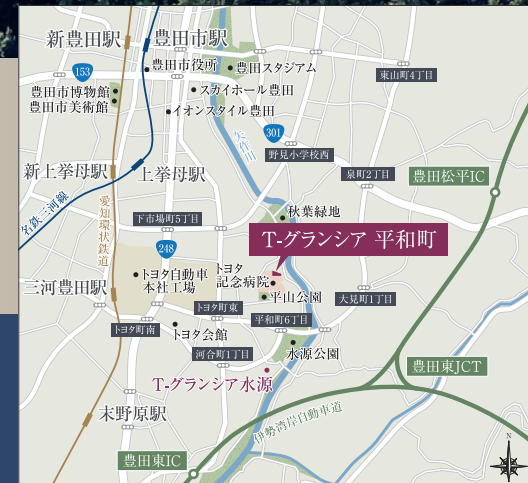 新豊田駅
豊田市駅
豊田市役所
豊田スタジアム
153
東山町4丁目
豊田市博物館
豊田市美術館
スカイホール豊田
イオンスタイル豊田
矢作川
301
野見小学校西
新上挙母駅
上挙母駅
泉町2丁目
豊田松平IC
名鉄三河線
愛知環状鉄道
秋葉緑地
下市場町5丁目
T-グランシア 平和町
248
トヨタ自動車
本社工場
トヨタ
記念病院
三河豊田駅
平山公園
大見町1丁目
トヨタ町東
平和町6丁目
トヨタ町南
トヨタ会館
河合町1丁目
水源公園
豊田東JCT
T-グランシア水源
末野原駅
伊勢湾岸自動車道
豊田東IC
N